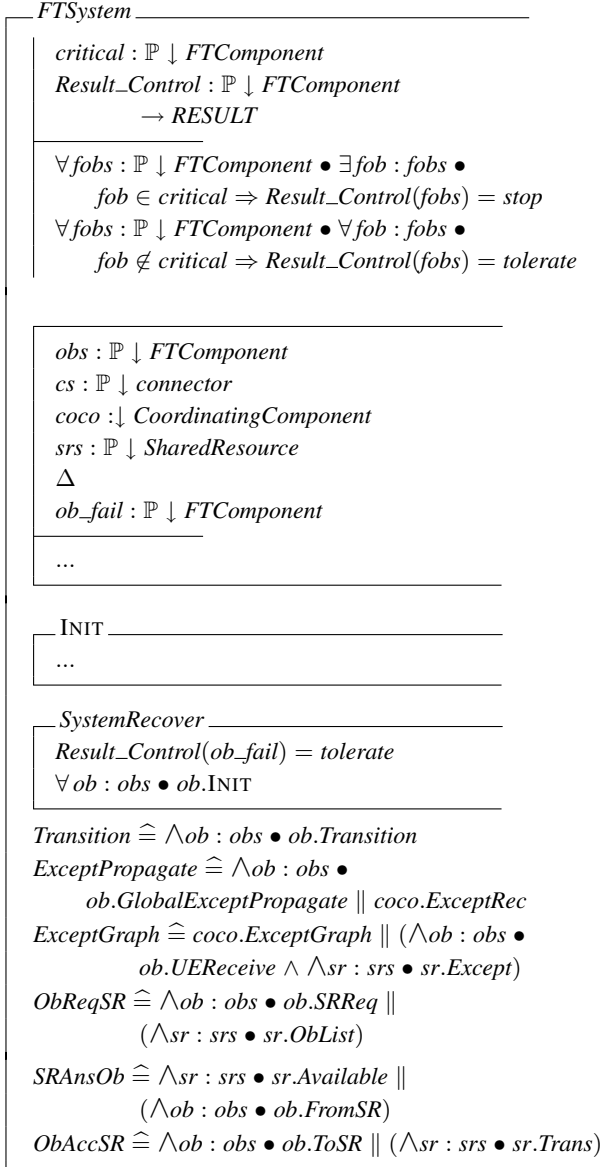 FTSystem
critical : ℙ ↓ FTComponent
Result_Control : ℙ ↓ FTComponent
→ RESULT
∀ fobs : ℙ ↓ FTComponent • ∃ fob : fobs •
fob ∈ critical ⇒ Result_Control(fobs) = stop
∀ fobs : ℙ ↓ FTComponent • ∀ fob : fobs •
fob ∉ critical ⇒ Result_Control(fobs) = tolerate
obs : ℙ ↓ FTComponent
cs : ℙ ↓ connector
coco :↓ CoordinatingComponent
srs : ℙ ↓ SharedResource
Δ
ob_fail : ℙ ↓ FTComponent
...
INIT
...
SystemRecover
Result_Control(ob_fail) = tolerate
∀ ob : obs • ob.INIT
Transition ≙ ⋀ob : obs • ob.Transition
ExceptPropagate ≙ ⋀ob : obs •
ob.GlobalExceptPropagate ∥ coco.ExceptRec
ExceptGraph ≙ coco.ExceptGraph ∥ (⋀ob : obs •
ob.UEReceive ∧ ⋀sr : srs • sr.Except)
ObReqSR ≙ ⋀ob : obs • ob.SRReq ∥
(⋀sr : srs • sr.ObList)
SRAnsOb ≙ ⋀sr : srs • sr.Available ∥
(⋀ob : obs • ob.FromSR)
ObAccSR ≙ ⋀ob : obs • ob.ToSR ∥ (⋀sr : srs • sr.Trans)